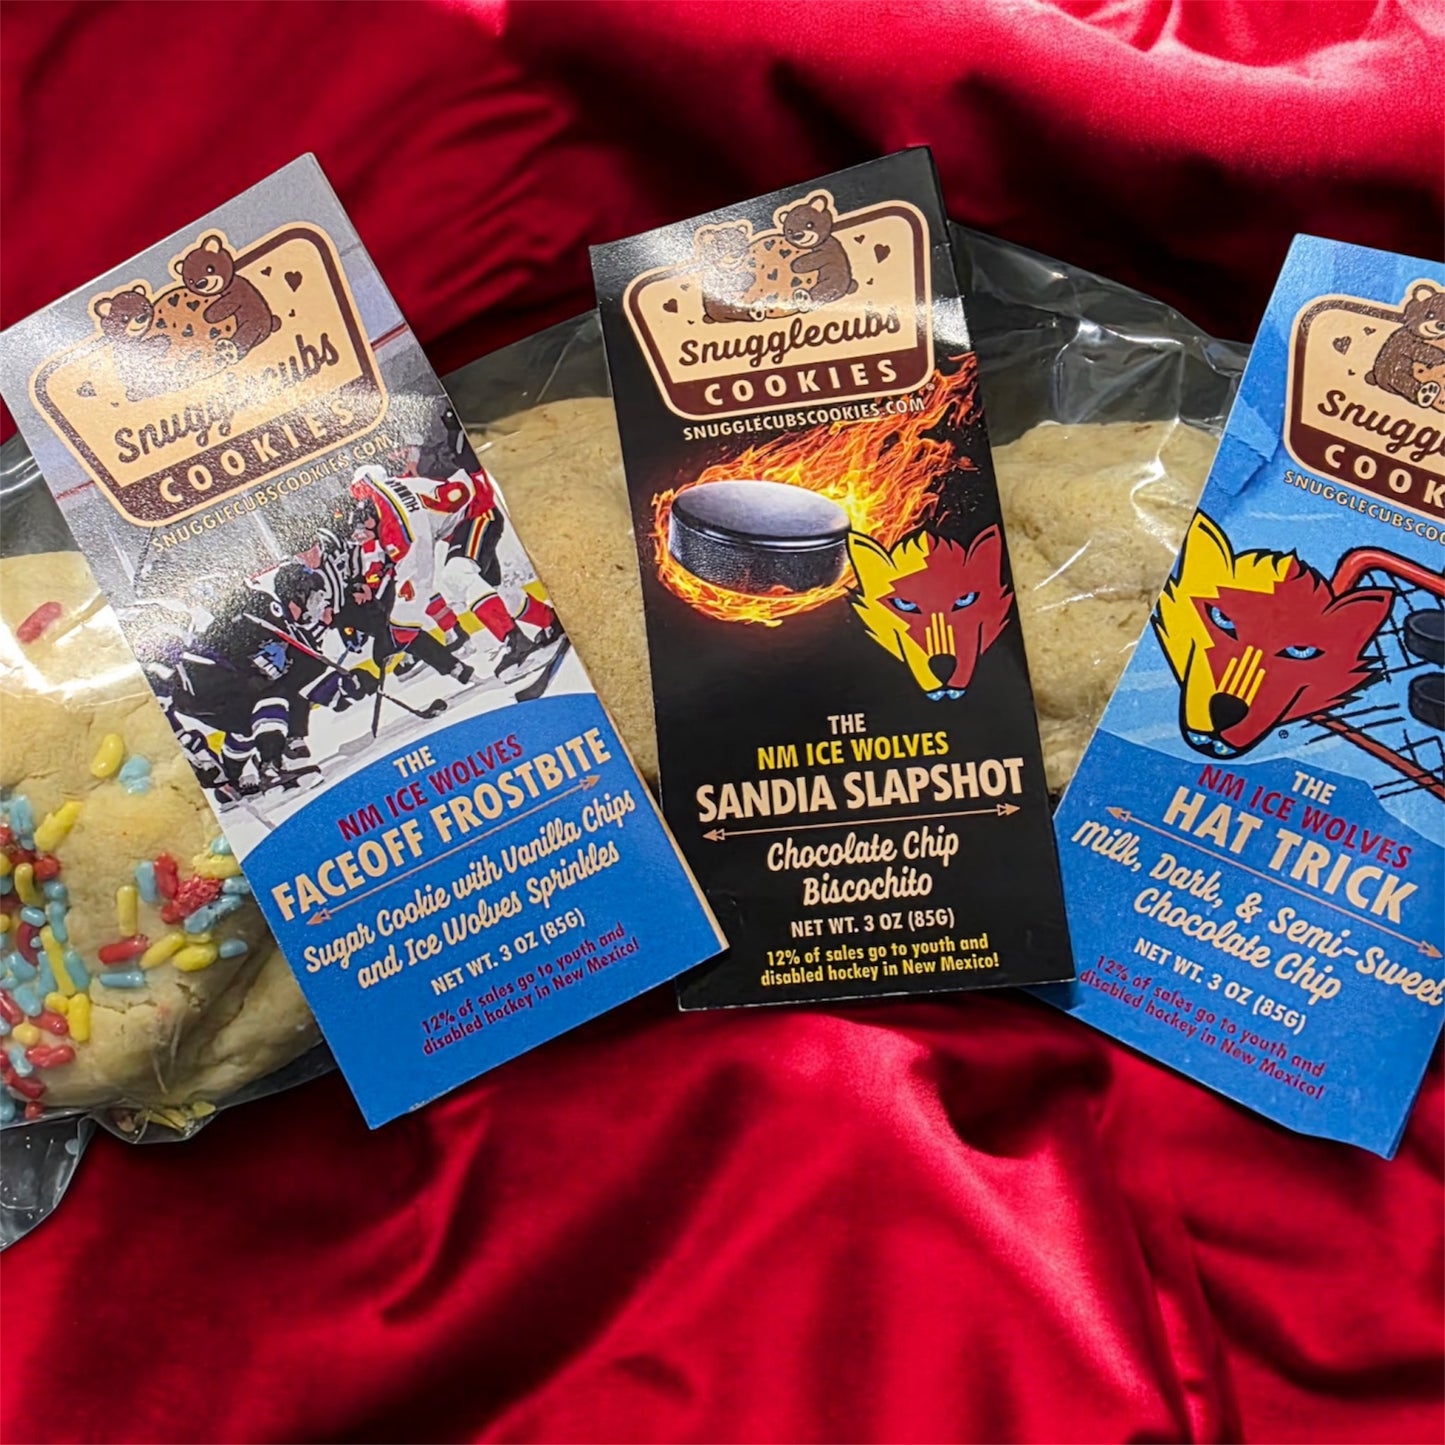 Snugglecubs
COOKIES
SNUGGLECUBSCOOKIES.COM
HURRAY
THE
NM ICE WOLVES
FACEOFF FROSTBITE
Sugar Cookie with Vanilla Chips
and Ice Wolves Sprinkles
NET WT. 3 OZ (85G)
12% of sales go to youth and
disabled hockey in New Mexico!
Snugglecubs
COOKIES
SNUGGLECUBSCOOKIES.COM
THE
NM ICE WOLVES
SANDIA SLAPSHOT
Chocolate Chip
Biscochito
NET WT. 3 OZ (85G)
12% of sales go to youth and
disabled hockey in New Mexico!
THE
NM ICE WOLVES
HAT TRICK
Milk, Dark, & Semi-Sweet
Chocolate Chip
NET WT. 3 OZ (85G)
12% of sales go to youth and
disabled hockey in New Mexico!